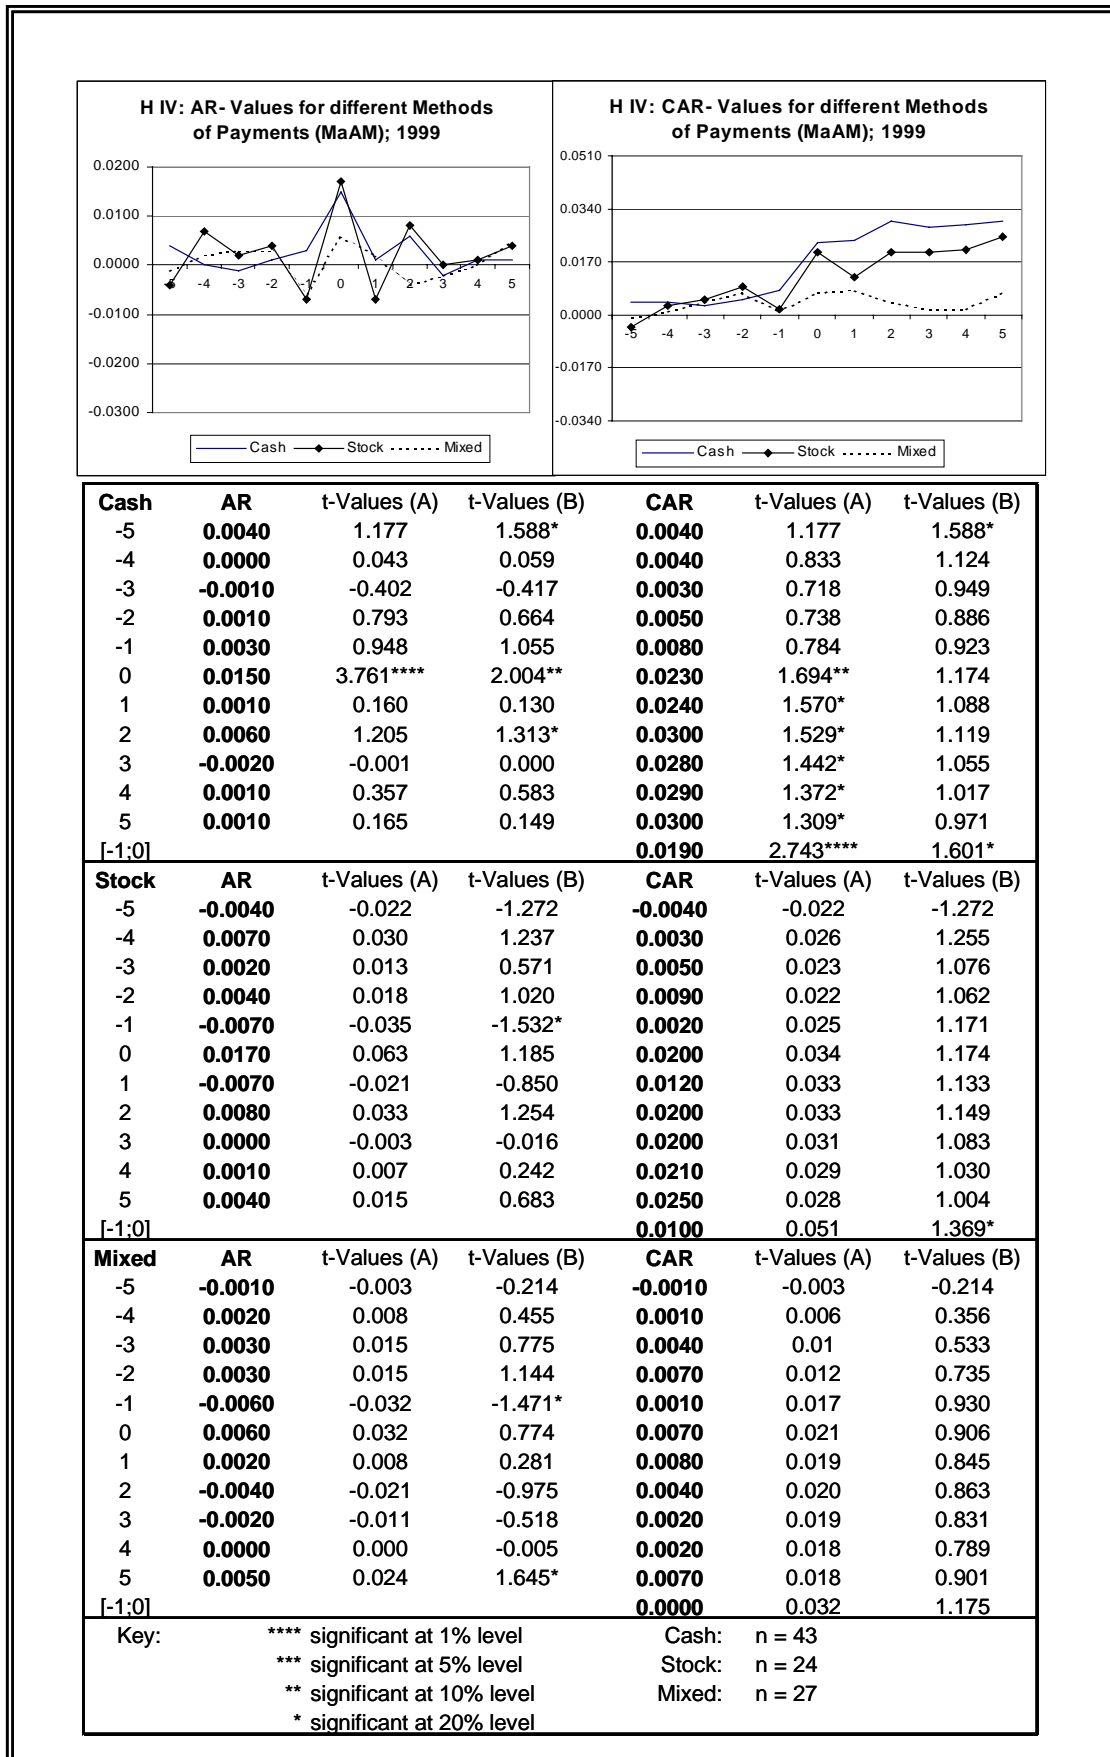 H IV: AR- Values for different Methods
of Payments (MaAM); 1999
0.0200
0.0100
0.0000
-0.0100
-0.0200
-0.0300
-5 -4 -3 -2 -1 0 1 2 3 4 5
Cash Stock Mixed
H IV: CAR- Values for different Methods
of Payments (MaAM); 1999
0.0510
0.0340
0.0170
0.0000
-0.0170
-0.0340
-5 -4 -3 -2 -1 0 1 2 3 4 5
Cash Stock Mixed
Cash AR t-Values (A) t-Values (B) CAR t-Values (A) t-Values (B)
-5 0.0040 1.177 1.588* 0.0040 1.177 1.588*
-4 0.0000 0.043 0.059 0.0040 0.833 1.124
-3 -0.0010 -0.402 -0.417 0.0030 0.718 0.949
-2 0.0010 0.793 0.664 0.0050 0.738 0.886
-1 0.0030 0.948 1.055 0.0080 0.784 0.923
0 0.0150 3.761**** 2.004** 0.0230 1.694** 1.174
1 0.0010 0.160 0.130 0.0240 1.570* 1.088
2 0.0060 1.205 1.313* 0.0300 1.529* 1.119
3 -0.0020 -0.001 0.000 0.0280 1.442* 1.055
4 0.0010 0.357 0.583 0.0290 1.372* 1.017
5 0.0010 0.165 0.149 0.0300 1.309* 0.971
[-1;0] 0.0190 2.743**** 1.601*
Stock AR t-Values (A) t-Values (B) CAR t-Values (A) t-Values (B)
-5 -0.0040 -0.022 -1.272 -0.0040 -0.022 -1.272
-4 0.0070 0.030 1.237 0.0030 0.026 1.255
-3 0.0020 0.013 0.571 0.0050 0.023 1.076
-2 0.0040 0.018 1.020 0.0090 0.022 1.062
-1 -0.0070 -0.035 -1.532* 0.0020 0.025 1.171
0 0.0170 0.063 1.185 0.0200 0.034 1.174
1 -0.0070 -0.021 -0.850 0.0120 0.033 1.133
2 0.0080 0.033 1.254 0.0200 0.033 1.149
3 0.0000 -0.003 -0.016 0.0200 0.031 1.083
4 0.0010 0.007 0.242 0.0210 0.029 1.030
5 0.0040 0.015 0.683 0.0250 0.028 1.004
[-1;0] 0.0100 0.051 1.369*
Mixed AR t-Values (A) t-Values (B) CAR t-Values (A) t-Values (B)
-5 -0.0010 -0.003 -0.214 -0.0010 -0.003 -0.214
-4 0.0020 0.008 0.455 0.0010 0.006 0.356
-3 0.0030 0.015 0.775 0.0040 0.01 0.533
-2 0.0030 0.015 1.144 0.0070 0.012 0.735
-1 -0.0060 -0.032 -1.471* 0.0010 0.017 0.930
0 0.0060 0.032 0.774 0.0070 0.021 0.906
1 0.0020 0.008 0.281 0.0080 0.019 0.845
2 -0.0040 -0.021 -0.975 0.0040 0.020 0.863
3 -0.0020 -0.011 -0.518 0.0020 0.019 0.831
4 0.0000 0.000 -0.005 0.0020 0.018 0.789
5 0.0050 0.024 1.645* 0.0070 0.018 0.901
[-1;0] 0.0000 0.032 1.175
Key: **** significant at 1% level Cash: n = 43
*** significant at 5% level Stock: n = 24
** significant at 10% level Mixed: n = 27
* significant at 20% level